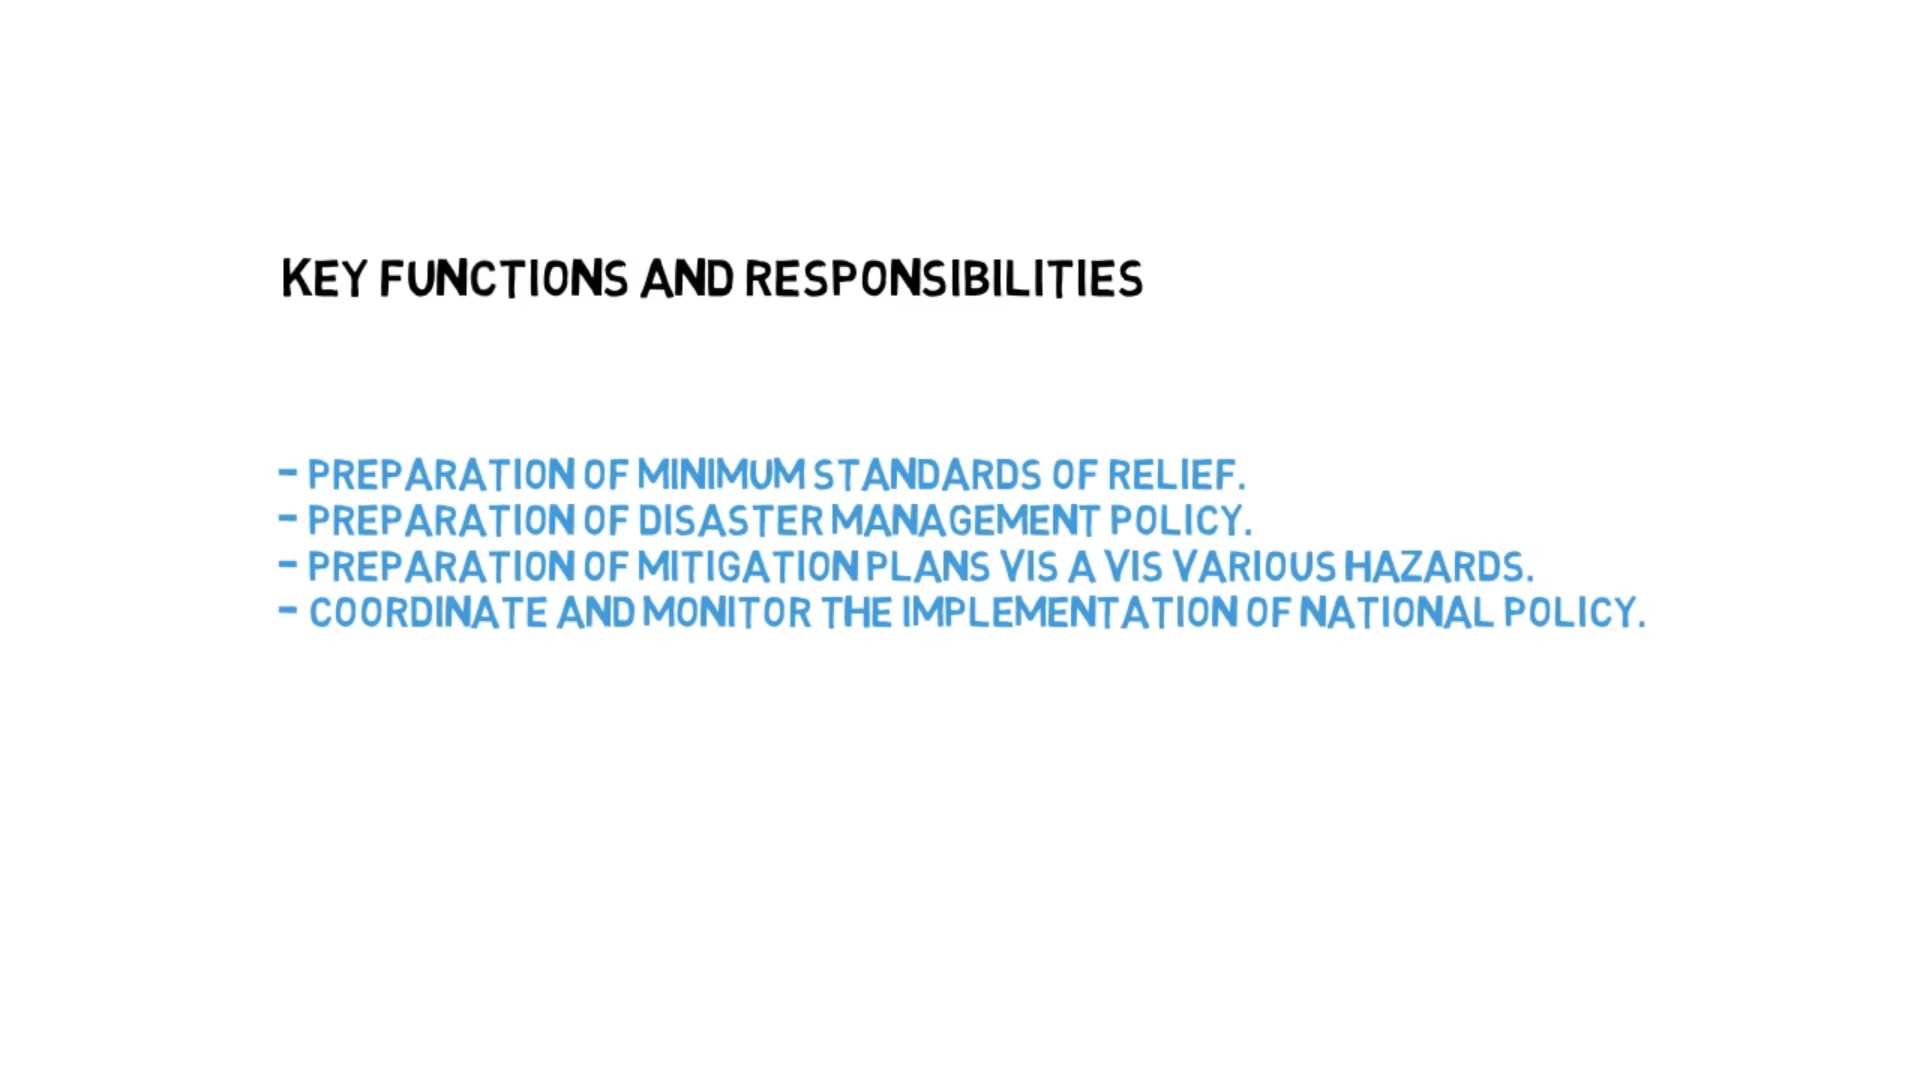 KEY FUNCTIONS AND RESPONSIBILITIES
- PREPARATION OF MINIMUM STANDARDS OF RELIEF.
- PREPARATION OF DISASTER MANAGEMENT POLICY.
- PREPARATION OF MITIGATION PLANS VIS A VIS VARIOUS HAZARDS.
- COORDINATE AND MONITOR THE IMPLEMENTATION OF NATIONAL POLICY.